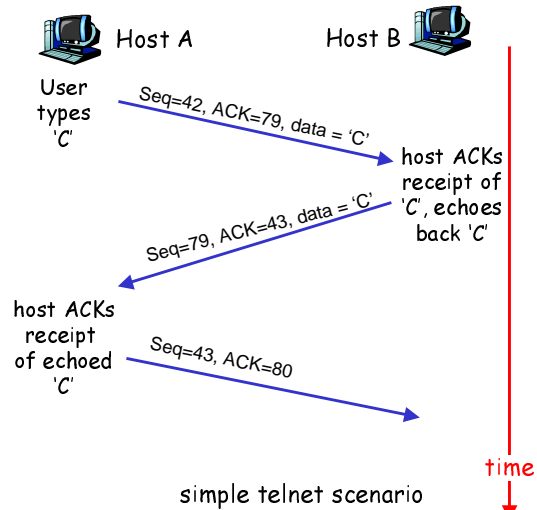 Host A
Host B
User
types
‘C’
Seq=42, ACK=79, data = ‘C’
host ACKs
receipt of
‘C’, echoes
back ‘C’
Seq=79, ACK=43, data = ‘C’
host ACKs
receipt
of echoed
‘C’
Seq=43, ACK=80
time
simple telnet scenario